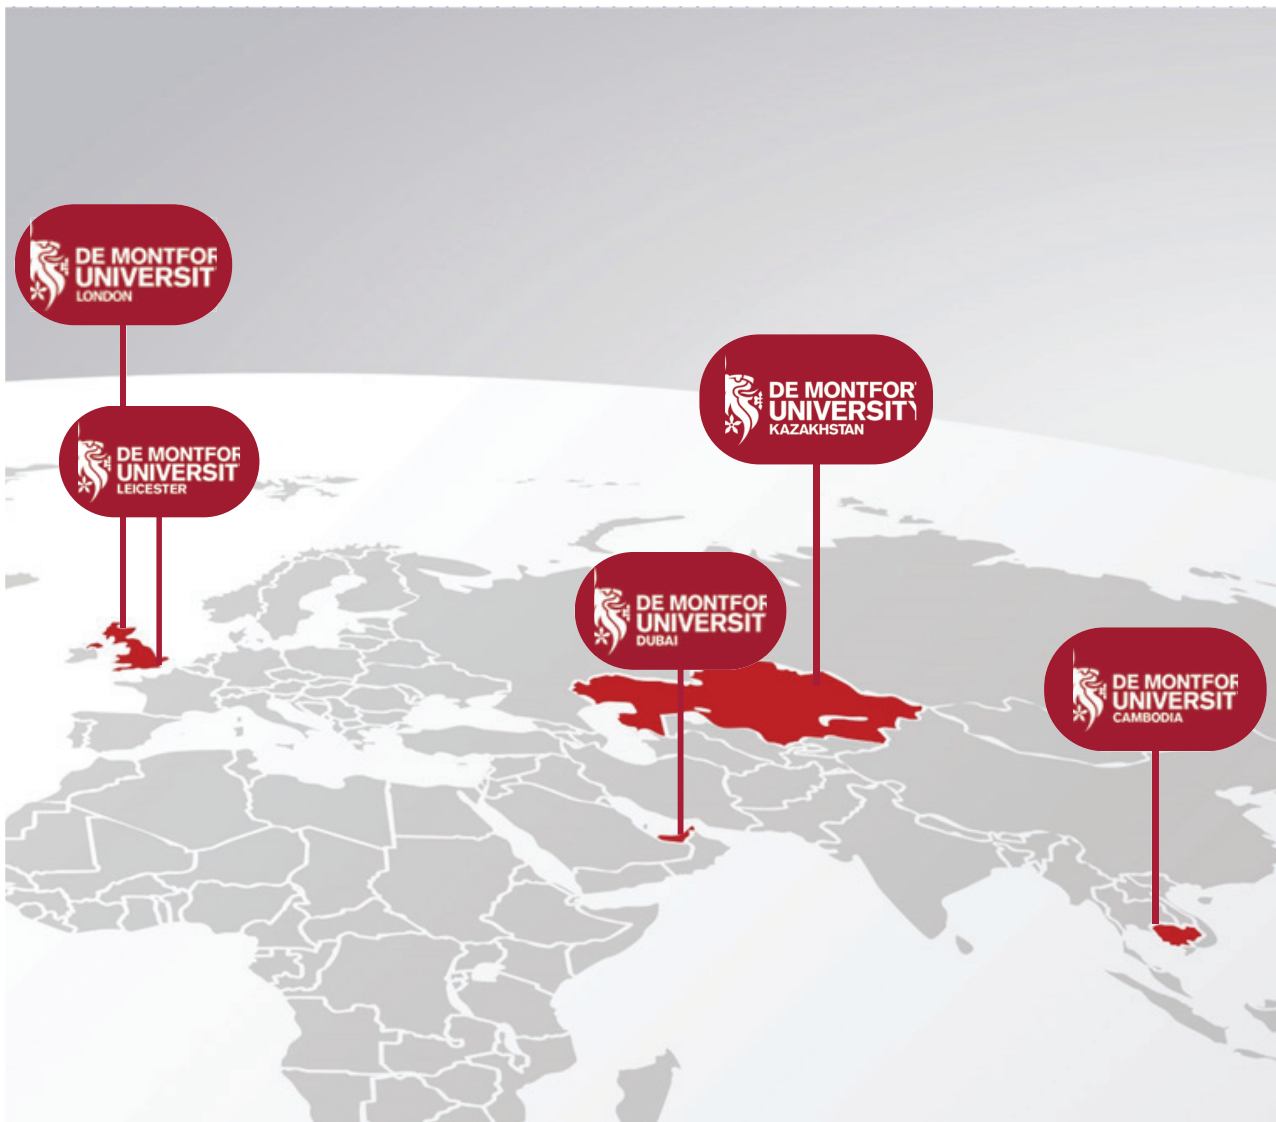 DE MONTFOR
UNIVERSIT
LONDON
DE MONTFOR
UNIVERSITY
KAZAKHSTAN
DE MONTFOR
UNIVERSIT
LEICESTER
DE MONTFOR
UNIVERSIT
DUBAI
DE MONTFOR
UNIVERSIT
CAMBODIA